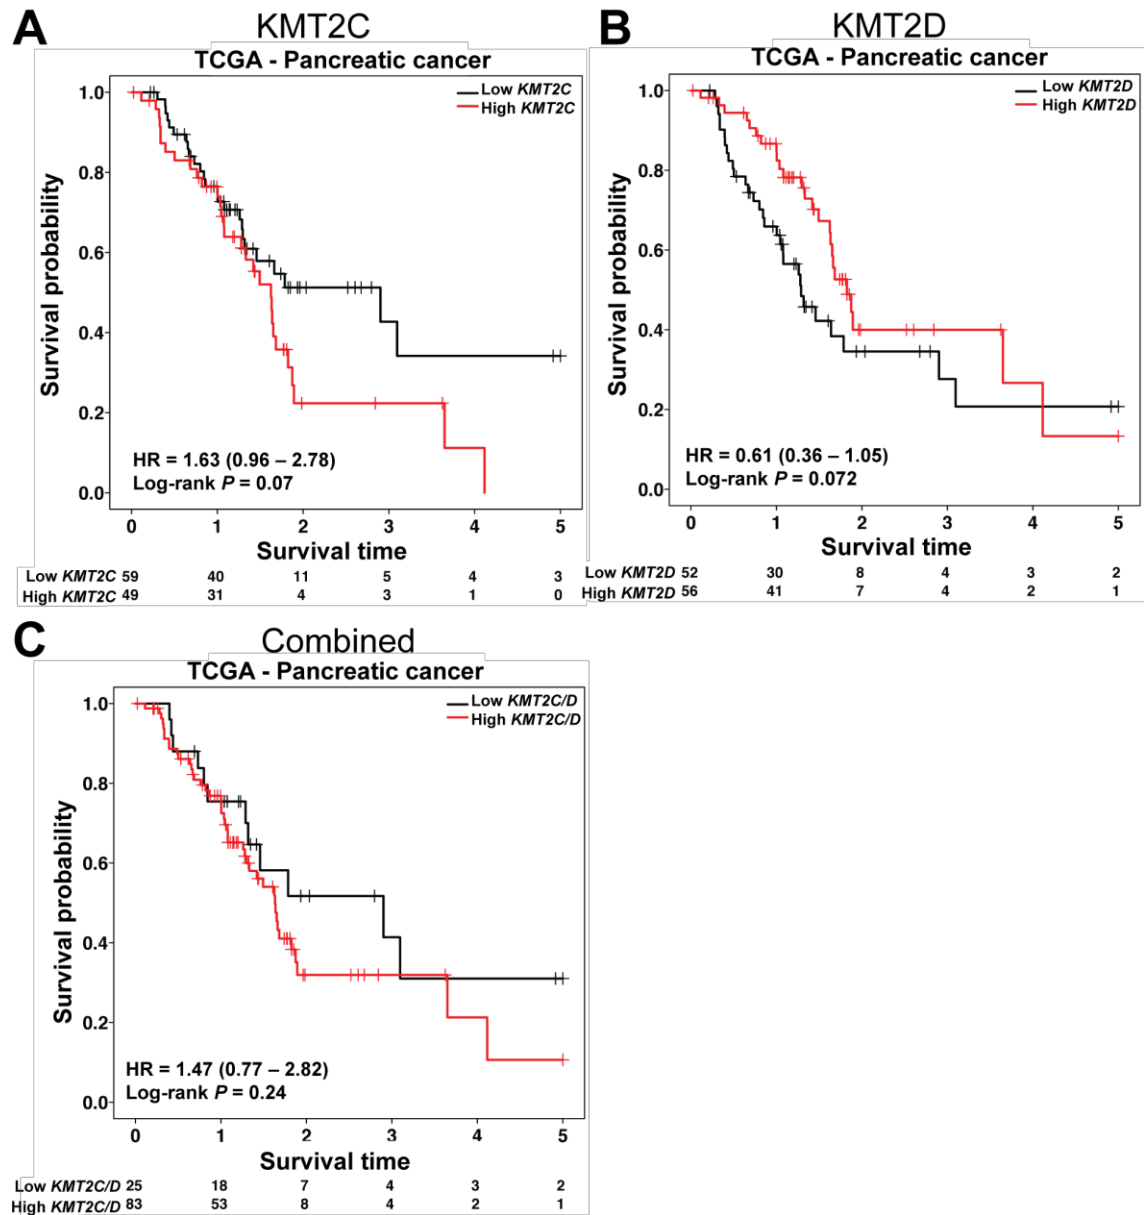 A
KMT2C
TCGA - Pancreatic cancer
Low KMT2C
High KMT2C
Survival probability
1.0
0.8
0.6
0.4
0.2
0.0
HR = 1.63 (0.96 – 2.78)
Log-rank P = 0.07
0 1 2 3 4 5
Survival time
Low KMT2C 59 40 11 5 4 3
High KMT2C 49 31 4 3 1 0
B
KMT2D
TCGA - Pancreatic cancer
Low KMT2D
High KMT2D
Survival probability
1.0
0.8
0.6
0.4
0.2
0.0
HR = 0.61 (0.36 – 1.05)
Log-rank P = 0.072
0 1 2 3 4 5
Survival time
Low KMT2D 52 30 8 4 3 2
High KMT2D 56 41 7 4 2 1
C
Combined
TCGA - Pancreatic cancer
Low KMT2C/D
High KMT2C/D
Survival probability
1.0
0.8
0.6
0.4
0.2
0.0
HR = 1.47 (0.77 – 2.82)
Log-rank P = 0.24
0 1 2 3 4 5
Survival time
Low KMT2C/D 25 18 7 4 3 2
High KMT2C/D 83 53 8 4 2 1